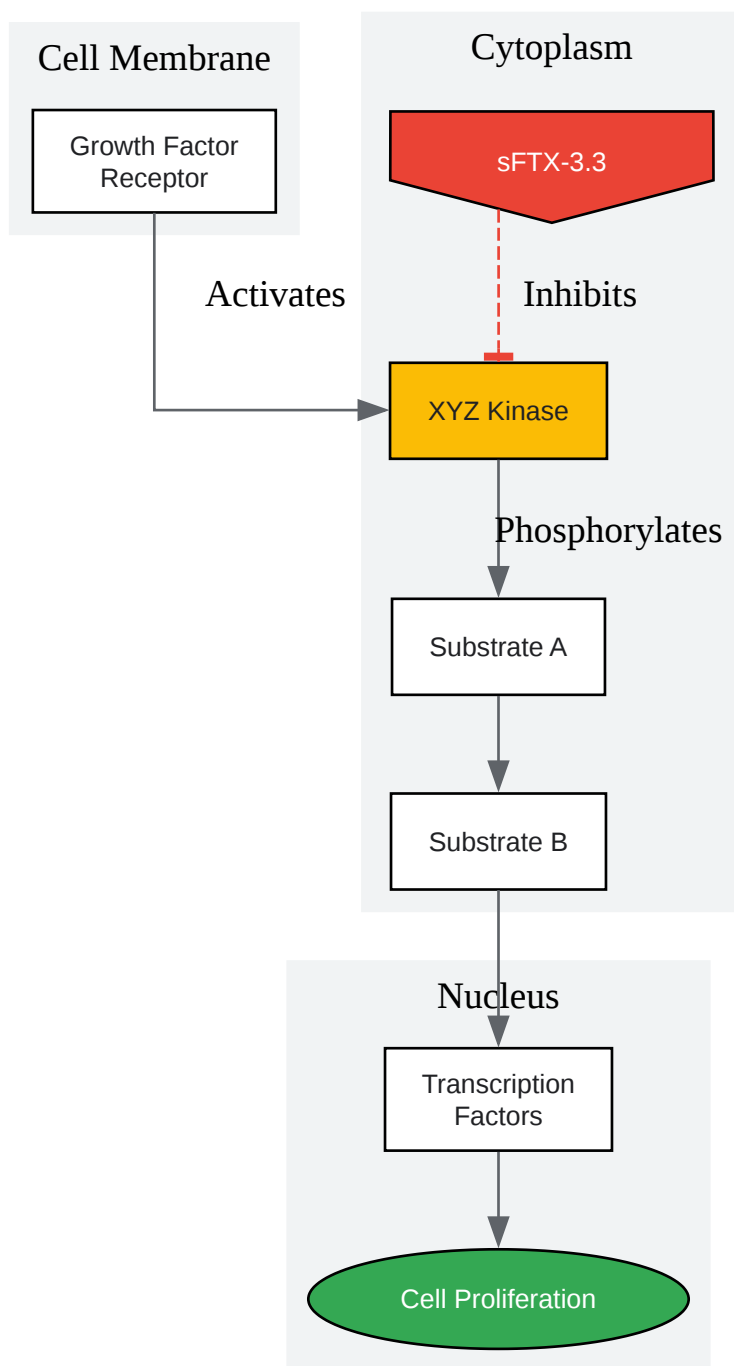 Cell Membrane
Growth Factor
Receptor
Cytoplasm
sFTX-3.3
Activates
Inhibits
XYZ Kinase
Phosphorylates
Substrate A
Substrate B
Nucleus
Transcription
Factors
Cell Proliferation